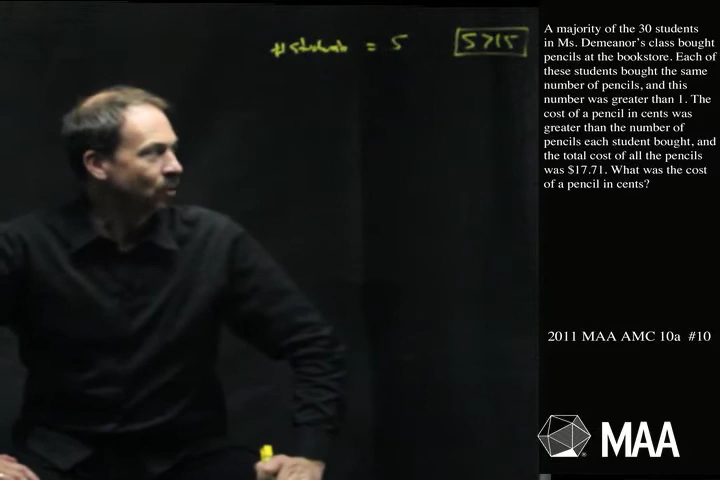 # Students = S
S > 15
A majority of the 30 students
in Ms. Demeanor's class bought
pencils at the bookstore. Each of
these students bought the same
number of pencils, and this
number was greater than 1. The
cost of a pencil in cents was
greater than the number of
pencils each student bought, and
the total cost of all the pencils
was $17.71. What was the cost
of a pencil in cents?
2011 MAA AMC 10a #10
MAA